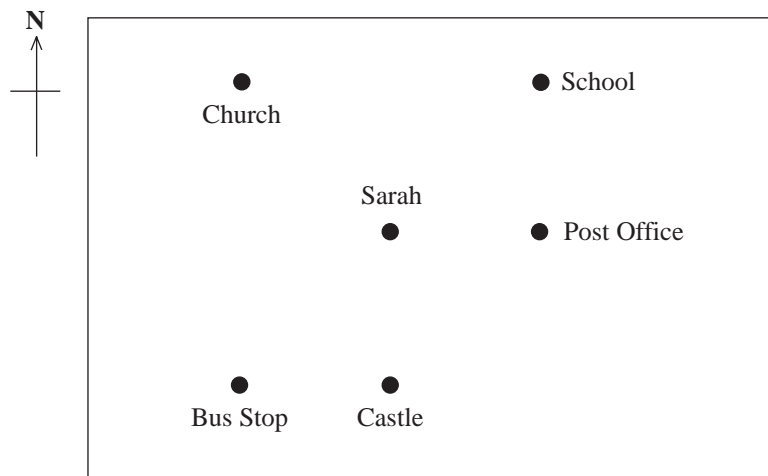 N
School
Church
Sarah
Post Office
Bus Stop
Castle